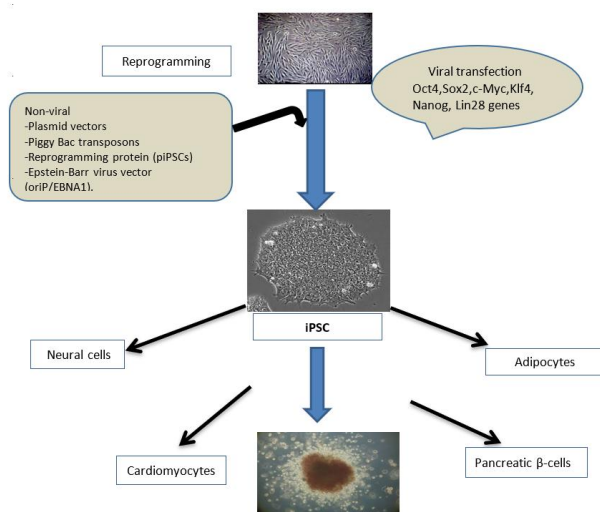 Reprogramming
Viral transfection
Oct4,Sox2,c-Myc,Klf4,
Nanog, Lin28 genes
Non-viral
-Plasmid vectors
-Piggy Bac transposons
-Reprogramming protein (piPSCs)
-Epstein-Barr virus vector
(oriP/EBNA1).
iPSC
Neural cells
Adipocytes
Cardiomyocytes
Pancreatic β-cells